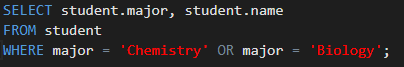 SELECT student.major, student.name
FROM student
WHERE major = 'Chemistry' OR major = 'Biology';